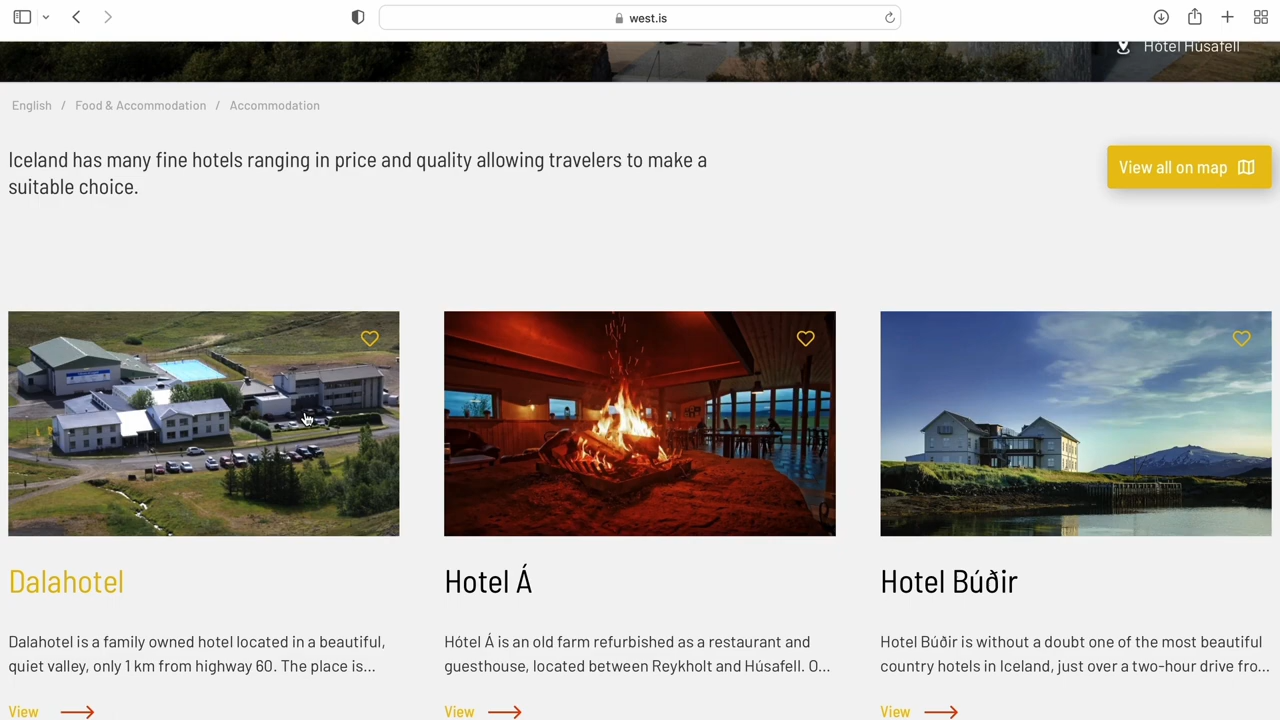 west.is
Hótel Húsafell
English / Food & Accommodation / Accommodation
Iceland has many fine hotels ranging in price and quality allowing travelers to make a
suitable choice.
View all on map
Dalahotel
Dalahotel is a family owned hotel located in a beautiful,
quiet valley, only 1 km from highway 60. The place is...
View
Hotel Á
Hótel Á is an old farm refurbished as a restaurant and
guesthouse, located between Reykholt and Húsafell. O...
View
Hotel Búðir
Hotel Búðir is without a doubt one of the most beautiful
country hotels in Iceland, just over a two-hour drive fro...
View